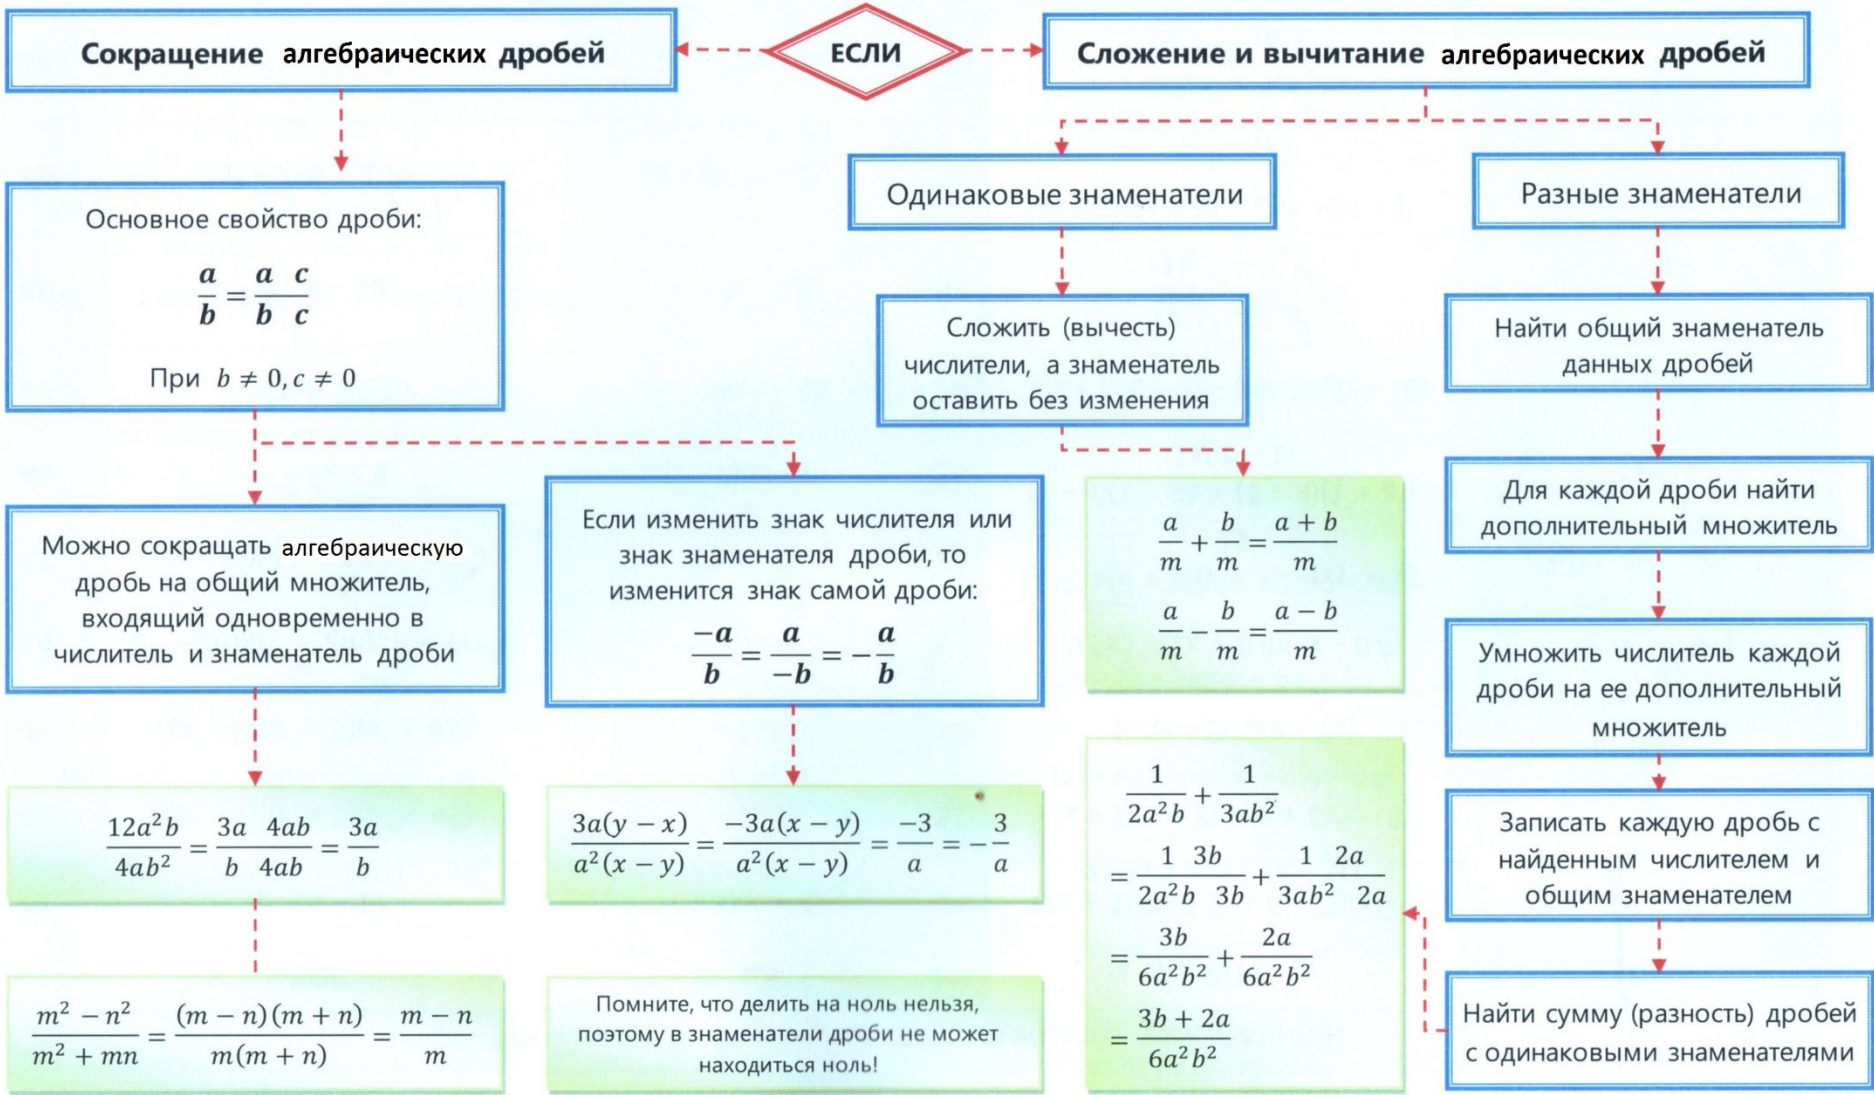 Сокращение алгебраических дробей
ЕСЛИ
Сложение и вычитание алгебраических дробей
Основное свойство дроби:
a/b = a c / b c
При b ≠ 0, c ≠ 0
Можно сокращать алгебраическую
дробь на общий множитель,
входящий одновременно в
числитель и знаменатель дроби
12a²b/4ab² = 3a 4ab / b 4ab = 3a/b
m² − n² / m² + mn = (m − n)(m + n) / m(m + n) = m − n / m
Если изменить знак числителя или
знак знаменателя дроби, то
изменится знак самой дроби:
−a/b = a/−b = −a/b
3a(y − x) / a²(x − y) = −3a(x − y) / a²(x − y) = −3/a = −3/a
Помните, что делить на ноль нельзя,
поэтому в знаменатели дроби не может
находиться ноль!
Одинаковые знаменатели
Сложить (вычесть)
числители, а знаменатель
оставить без изменения
a/m + b/m = a + b / m
a/m − b/m = a − b / m
Разные знаменатели
Найти общий знаменатель
данных дробей
Для каждой дроби найти
дополнительный множитель
Умножить числитель каждой
дроби на ее дополнительный
множитель
Записать каждую дробь с
найденным числителем и
общим знаменателем
Найти сумму (разность) дробей
с одинаковыми знаменателями
1/2a²b + 1/3ab²
= 1 3b / 2a²b 3b + 1 2a / 3ab² 2a
= 3b/6a²b² + 2a/6a²b²
= 3b + 2a / 6a²b²